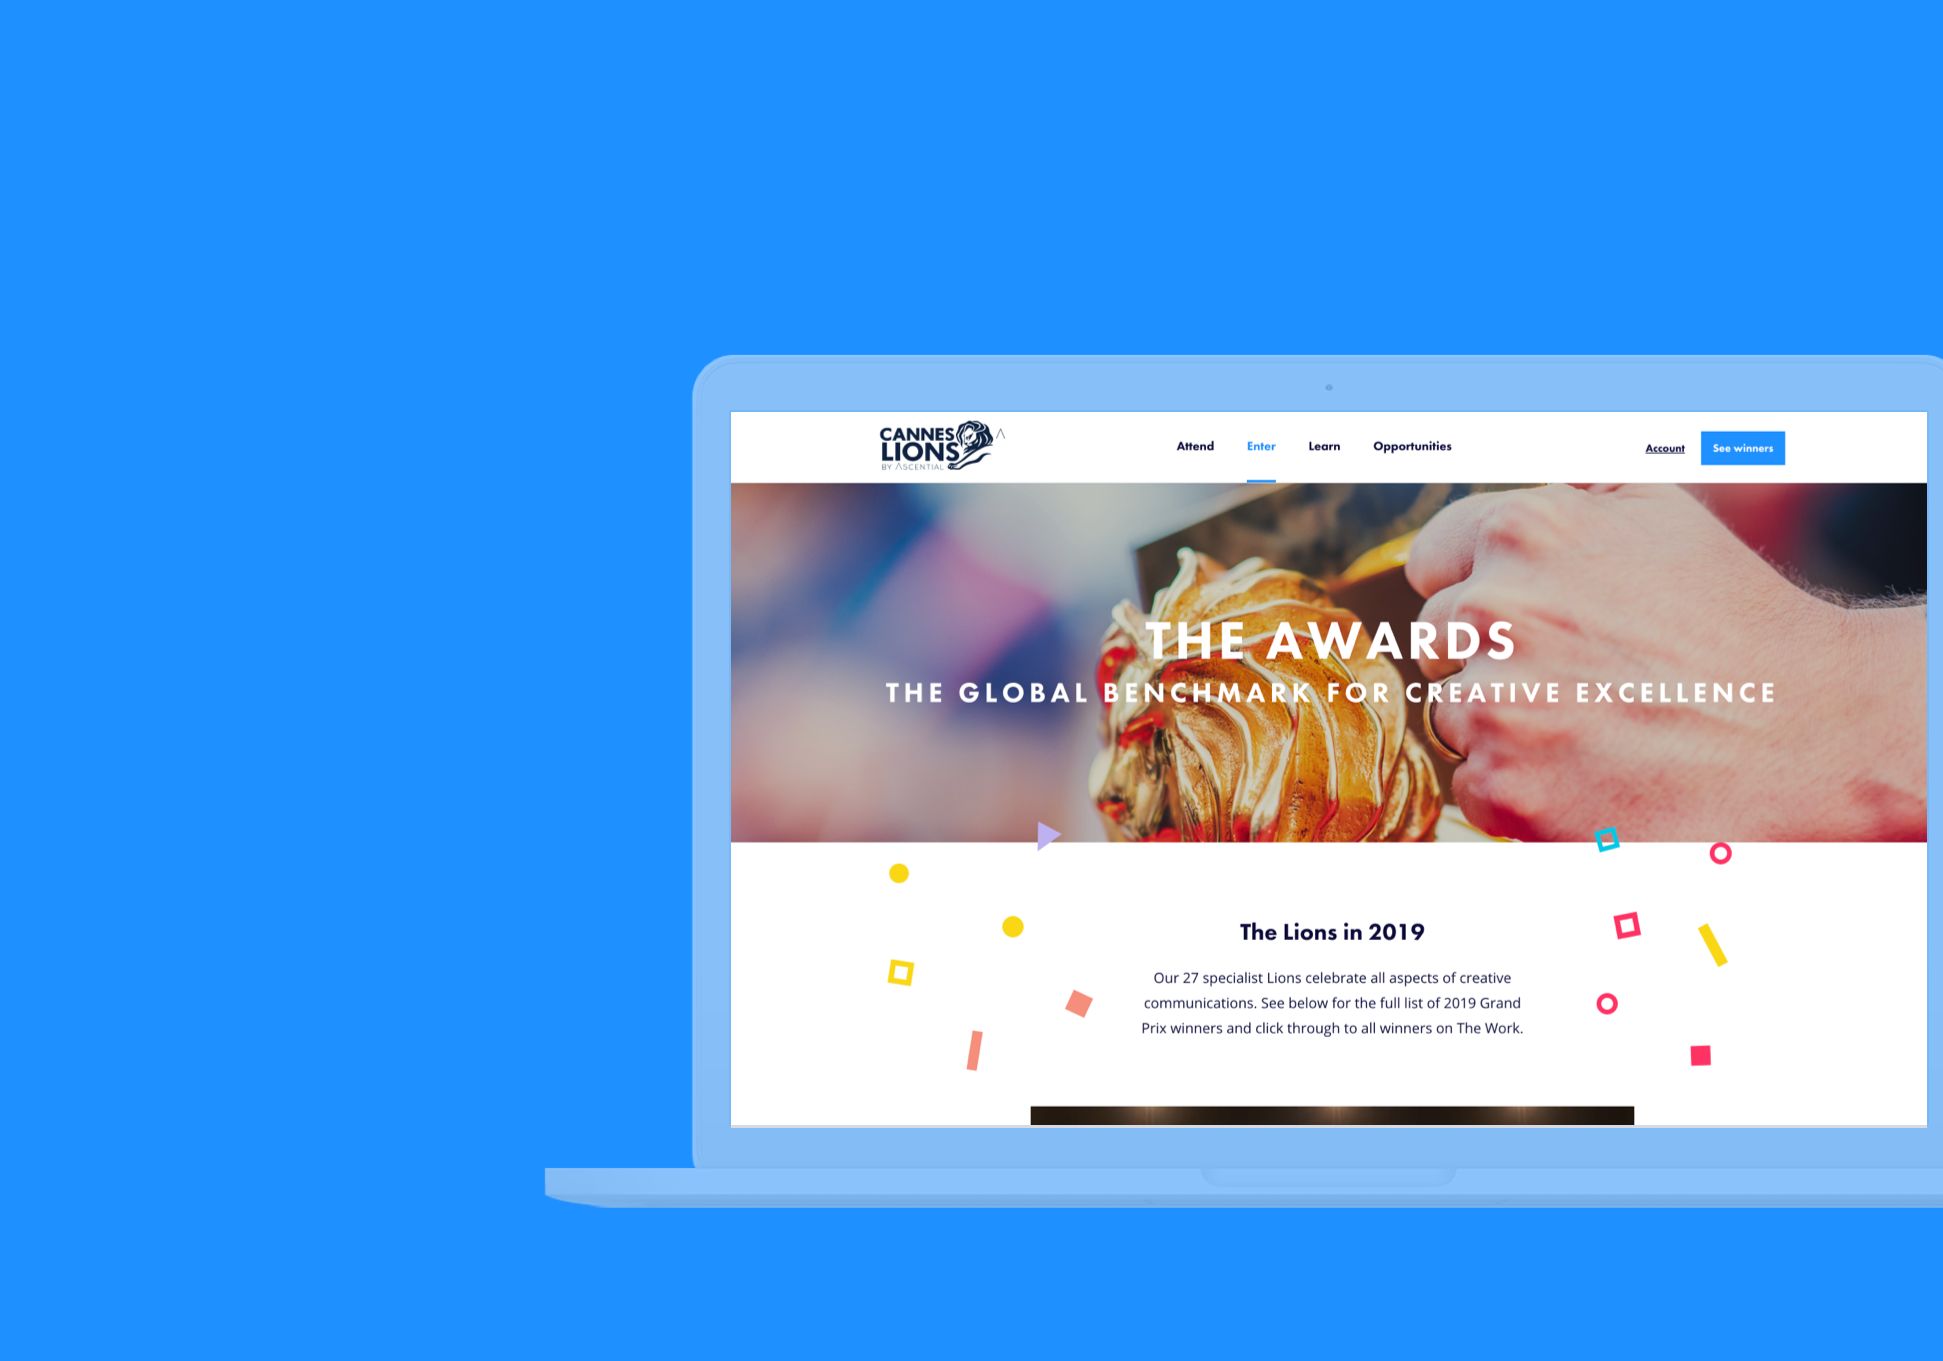 CANNES
LIONS
BY ASCENTIAL
Attend
Enter
Learn
Opportunities
Account
See winners
THE AWARDS
THE GLOBAL BENCHMARK FOR CREATIVE EXCELLENCE
The Lions in 2019
Our 27 specialist Lions celebrate all aspects of creative
communications. See below for the full list of 2019 Grand
Prix winners and click through to all winners on The Work.